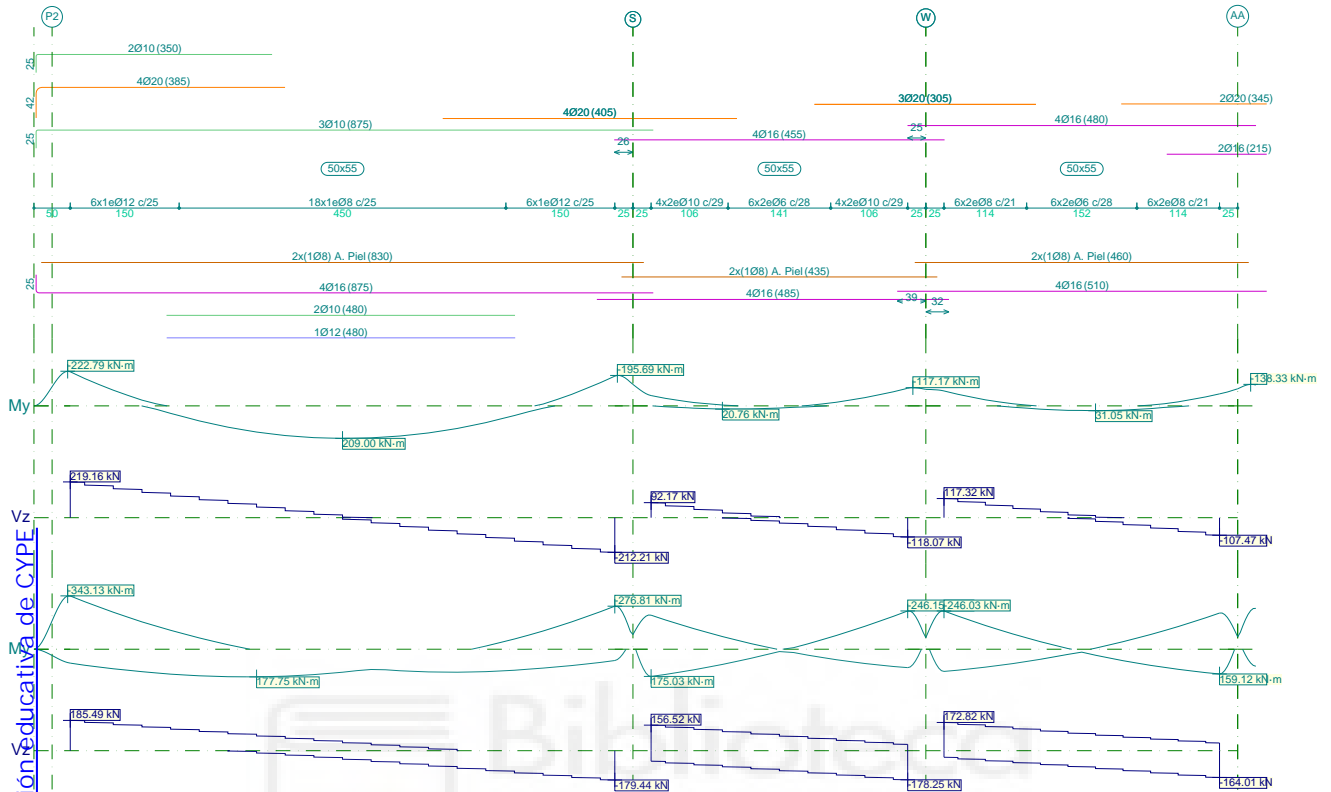 P2
S
W
AA
2Ø10 (350)
25
4Ø20 (385)
42
3Ø20 (305)
2Ø20 (345)
4Ø20 (405)
4Ø16 (480)
3Ø10 (875)
25
25
4Ø16 (455)
26
2Ø16 (215)
50x55
50x55
50x55
6x1eØ12 c/25
18x1eØ8 c/25
6x1eØ12 c/25
4x2eØ10 c/29
6x2eØ6 c/28
4x2eØ10 c/29
6x2eØ8 c/21
6x2eØ6 c/28
6x2eØ8 c/21
50
150
450
150
25
25
106
141
106
25
25
114
152
114
25
2x(1Ø8) A. Piel (830)
2x(1Ø8) A. Piel (460)
2x(1Ø8) A. Piel (435)
25
4Ø16 (875)
4Ø16 (485)
39
4Ø16 (510)
32
2Ø10 (480)
1Ø12 (480)
-222.79 kN·m
-195.69 kN·m
-117.17 kN·m
-138.33 kN·m
My
20.76 kN·m
31.05 kN·m
209.00 kN·m
219.16 kN
92.17 kN
117.32 kN
Vz
-212.21 kN
-118.07 kN
-107.47 kN
-343.13 kN·m
-276.81 kN·m
-246.15
-246.03 kN·m
177.75 kN·m
175.03 kN·m
159.12 kN·m
185.49 kN
156.52 kN
172.82 kN
Vz
-179.44 kN
-178.25 kN
-164.01 kN
educativa de CYPE
Biblioteca